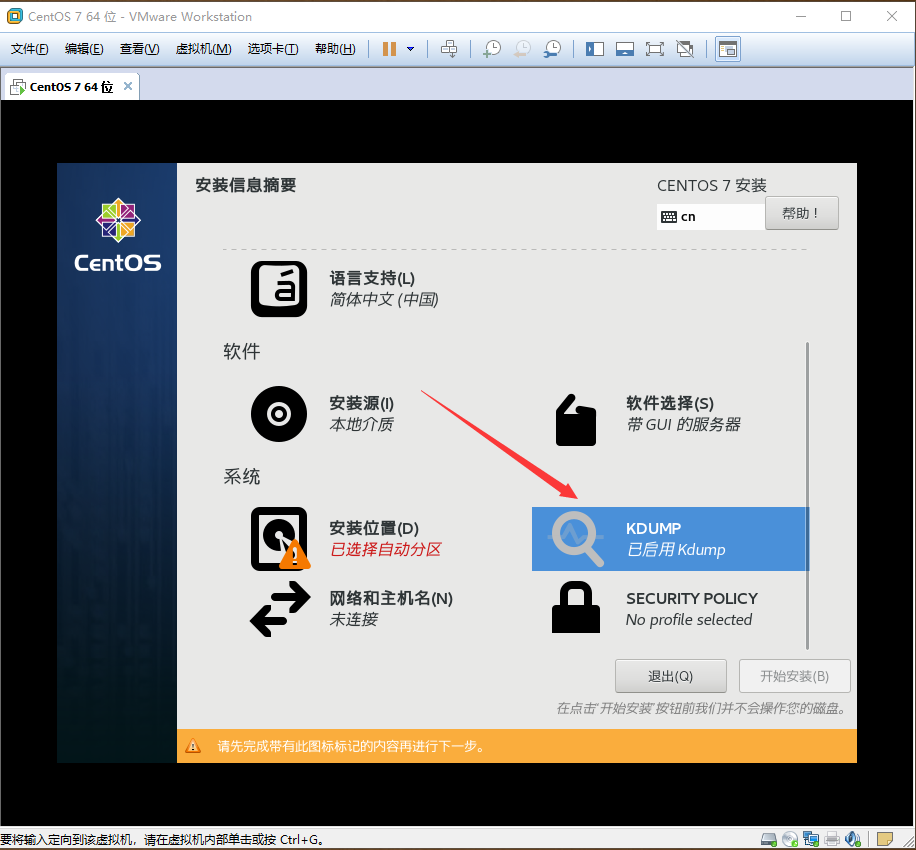 CentOS 7 64 位 - VMware Workstation
文件(F) 编辑(E) 查看(V) 虚拟机(M) 选项卡(T) 帮助(H)
CentOS 7 64 位
安装信息摘要
CENTOS 7 安装
cn
帮助！
CentOS
语言支持(L)
简体中文 (中国)
软件
安装源(I)
本地介质
软件选择(S)
带 GUI 的服务器
系统
安装位置(D)
已选择自动分区
KDUMP
已启用 Kdump
网络和主机名(N)
未连接
SECURITY POLICY
No profile selected
退出(Q)
开始安装(B)
在点击'开始安装'按钮前我们并不会操作您的磁盘。
请先完成带有此图标标记的内容再进行下一步。
要将输入定向到该虚拟机，请在虚拟机内部单击或按 Ctrl+G。